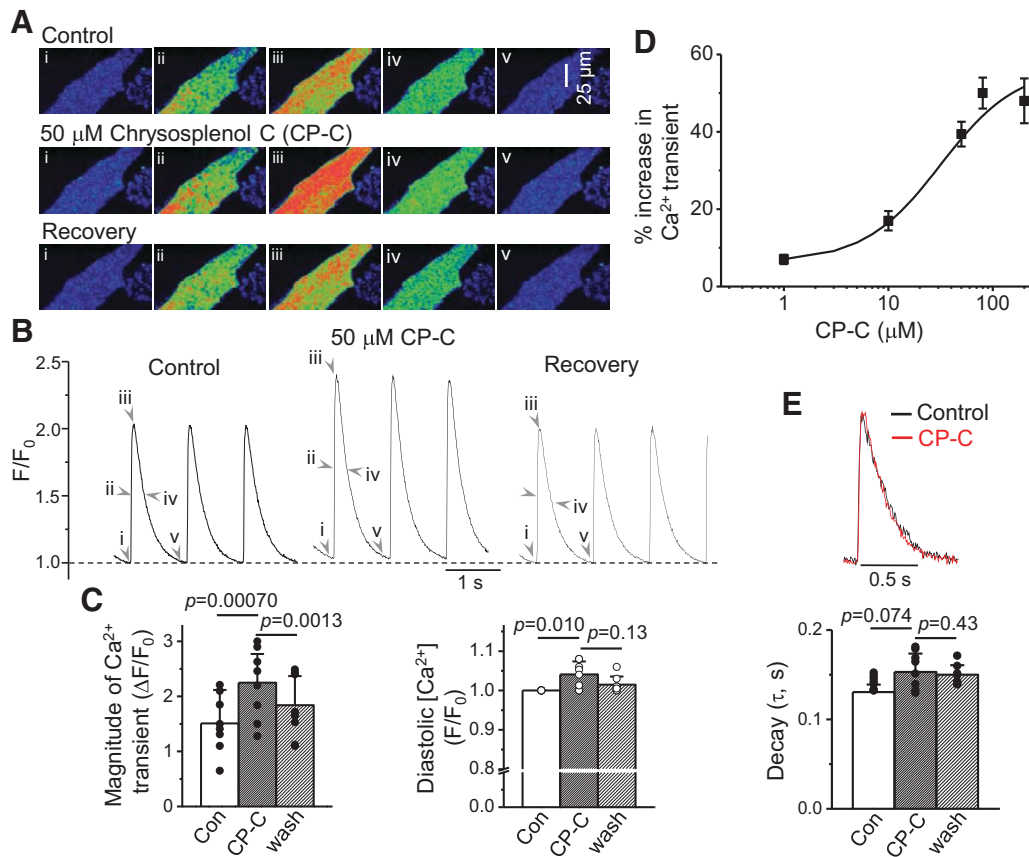 A
Control
i ii iii iv v
25 μm
50 μM Chrysosplenol C (CP-C)
i ii iii iv v
Recovery
i ii iii iv v
B
F/F0
2.5
2.0
1.5
1.0
Control
iii
ii
iv
i
v
50 μM CP-C
iii
ii
iv
i
v
1 s
Recovery
iii
iv
i
v
C
Magnitude of Ca2+
transient (ΔF/F0)
p=0.00070
p=0.0013
3
2
1
0
Con CP-C wash
Diastolic [Ca2+]
(F/F0)
p=0.010
p=0.13
1.0
0.9
0.8
0.0
Con CP-C wash
D
% increase in
Ca2+ transient
60
40
20
0
1 10 100
CP-C (μM)
E
Control
CP-C
0.5 s
Decay (τ, s)
p=0.074
p=0.43
0.2
0.1
0.0
Con CP-C wash